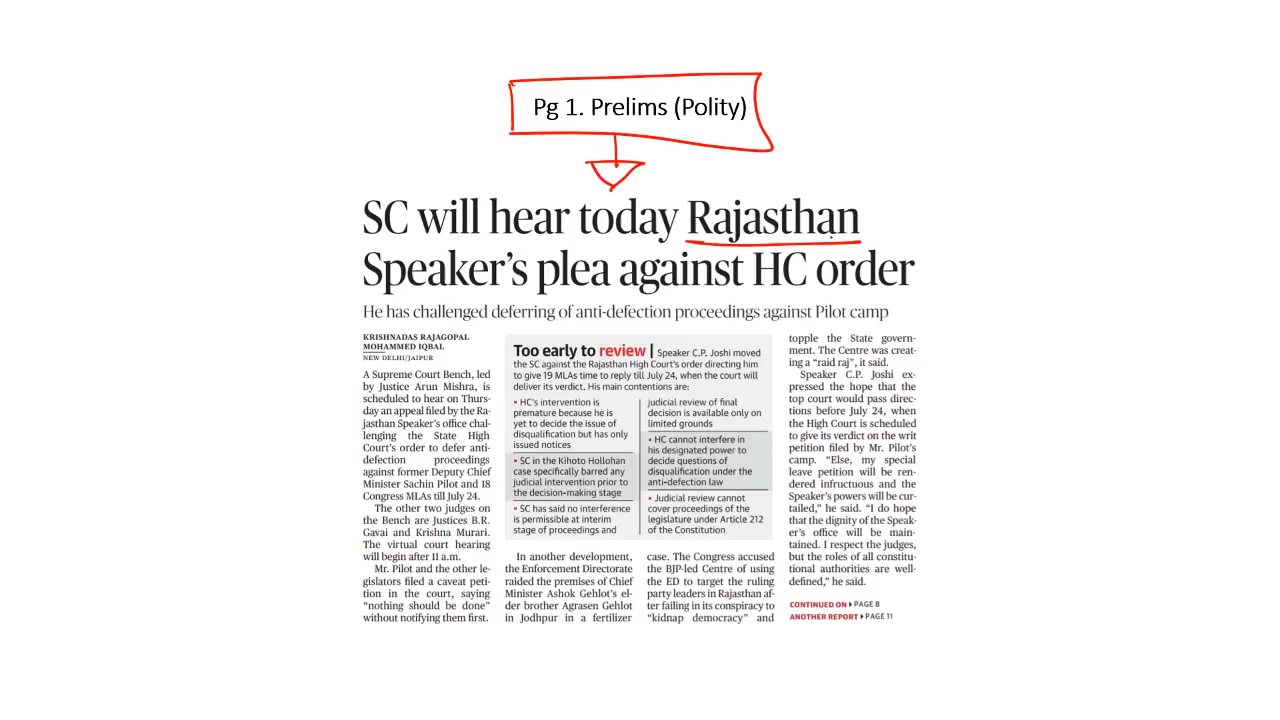 Pg 1. Prelims (Polity)
SC will hear today Rajasthan
Speaker's plea against HC order
He has challenged deferring of anti-defection proceedings against Pilot camp
KRISHNADAS RAJAGOPAL
MOHAMMED IQBAL
NEW DELHI/JAIPUR
A Supreme Court Bench, led
by Justice Arun Mishra, is
scheduled to hear on Thurs-
day an appeal filed by the Ra-
jasthan Speaker's office chal-
lenging the State High
Court's order to defer anti-
defection proceedings
against former Deputy Chief
Minister Sachin Pilot and 18
Congress MLAs till July 24.
The other two judges on
the Bench are Justices B.R.
Gavai and Krishna Murari.
The virtual court hearing
will begin after 11 a.m.
Mr. Pilot and the other le-
gislators filed a caveat peti-
tion in the court, saying
“nothing should be done”
without notifying them first.
Too early to review | Speaker C.P. Joshi moved
the SC against the Rajasthan High Court's order directing him
to give 19 MLAs time to reply till July 24, when the court will
deliver its verdict. His main contentions are:
• HC's intervention is
premature because he is
yet to decide the issue of
disqualification but has only
issued notices
• SC in the Kihoto Hollohan
case specifically barred any
judicial intervention prior to
the decision-making stage
• SC has said no interference
is permissible at interim
stage of proceedings and
judicial review of final
decision is available only on
limited grounds
• HC cannot interfere in
his designated power to
decide questions of
disqualification under the
anti-defection law
• Judicial review cannot
cover proceedings of the
legislature under Article 212
of the Constitution
In another development,
the Enforcement Directorate
raided the premises of Chief
Minister Ashok Gehlot's el-
der brother Agrasen Gehlot
in Jodhpur in a fertilizer
case. The Congress accused
the BJP-led Centre of using
the ED to target the ruling
party leaders in Rajasthan af-
ter failing in its conspiracy to
“kidnap democracy” and
topple the State govern-
ment. The Centre was creat-
ing a “raid raj”, it said.
Speaker C.P. Joshi ex-
pressed the hope that the
top court would pass direc-
tions before July 24, when
the High Court is scheduled
to give its verdict on the writ
petition filed by Mr. Pilot's
camp. “Else, my special
leave petition will be ren-
dered infructuous and the
Speaker's powers will be cur-
tailed,” he said. “I do hope
that the dignity of the Speak-
er's office will be main-
tained. I respect the judges,
but the roles of all constitu-
tional authorities are well-
defined,” he said.
CONTINUED ON ▶ PAGE 8
ANOTHER REPORT ▶ PAGE 11